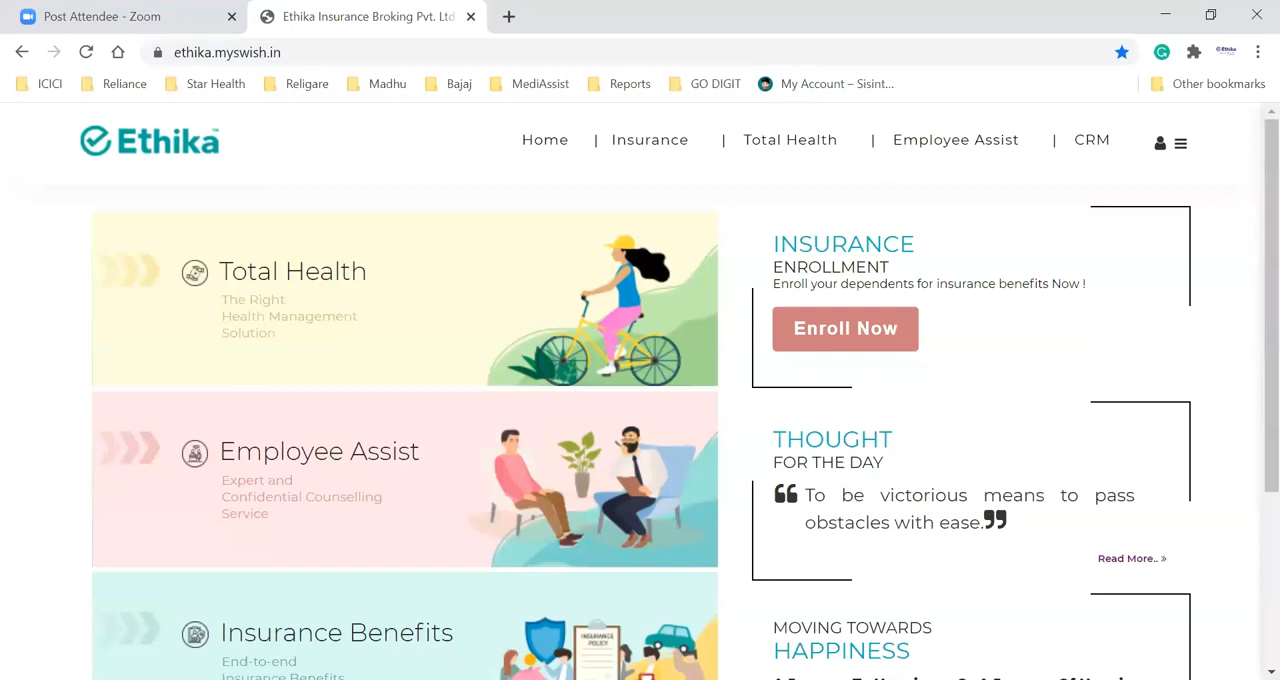 Post Attendee - Zoom
Ethika Insurance Broking Pvt. Ltd
ethika.myswish.in
ICICI Reliance Star Health Religare Madhu Bajaj MediAssist Reports GO DIGIT My Account – Sisint... Other bookmarks
Ethika
Home | Insurance | Total Health | Employee Assist | CRM
Total Health
The Right
Health Management
Solution
Employee Assist
Expert and
Confidential Counselling
Service
Insurance Benefits
End-to-end
Insurance Benefits
INSURANCE
POLICY
INSURANCE
ENROLLMENT
Enroll your dependents for insurance benefits Now !
Enroll Now
THOUGHT
FOR THE DAY
“ To be victorious means to pass
obstacles with ease.”
Read More.. »
MOVING TOWARDS
HAPPINESS